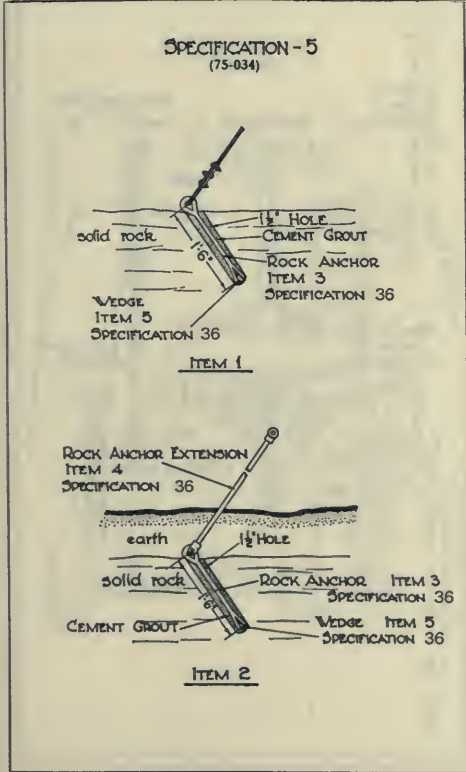 SPECIFICATION - 5
(75-034)
1½" HOLE
solid rock
CEMENT GROUT
1'-6"
ROCK ANCHOR
ITEM 3
SPECIFICATION 36
WEDGE
ITEM 5
SPECIFICATION 36
ITEM 1
ROCK ANCHOR EXTENSION
ITEM 4
SPECIFICATION 36
earth
1½" HOLE
solid rock
ROCK ANCHOR ITEM 3
SPECIFICATION 36
1'-6"
CEMENT GROUT
WEDGE ITEM 5
SPECIFICATION 36
ITEM 2